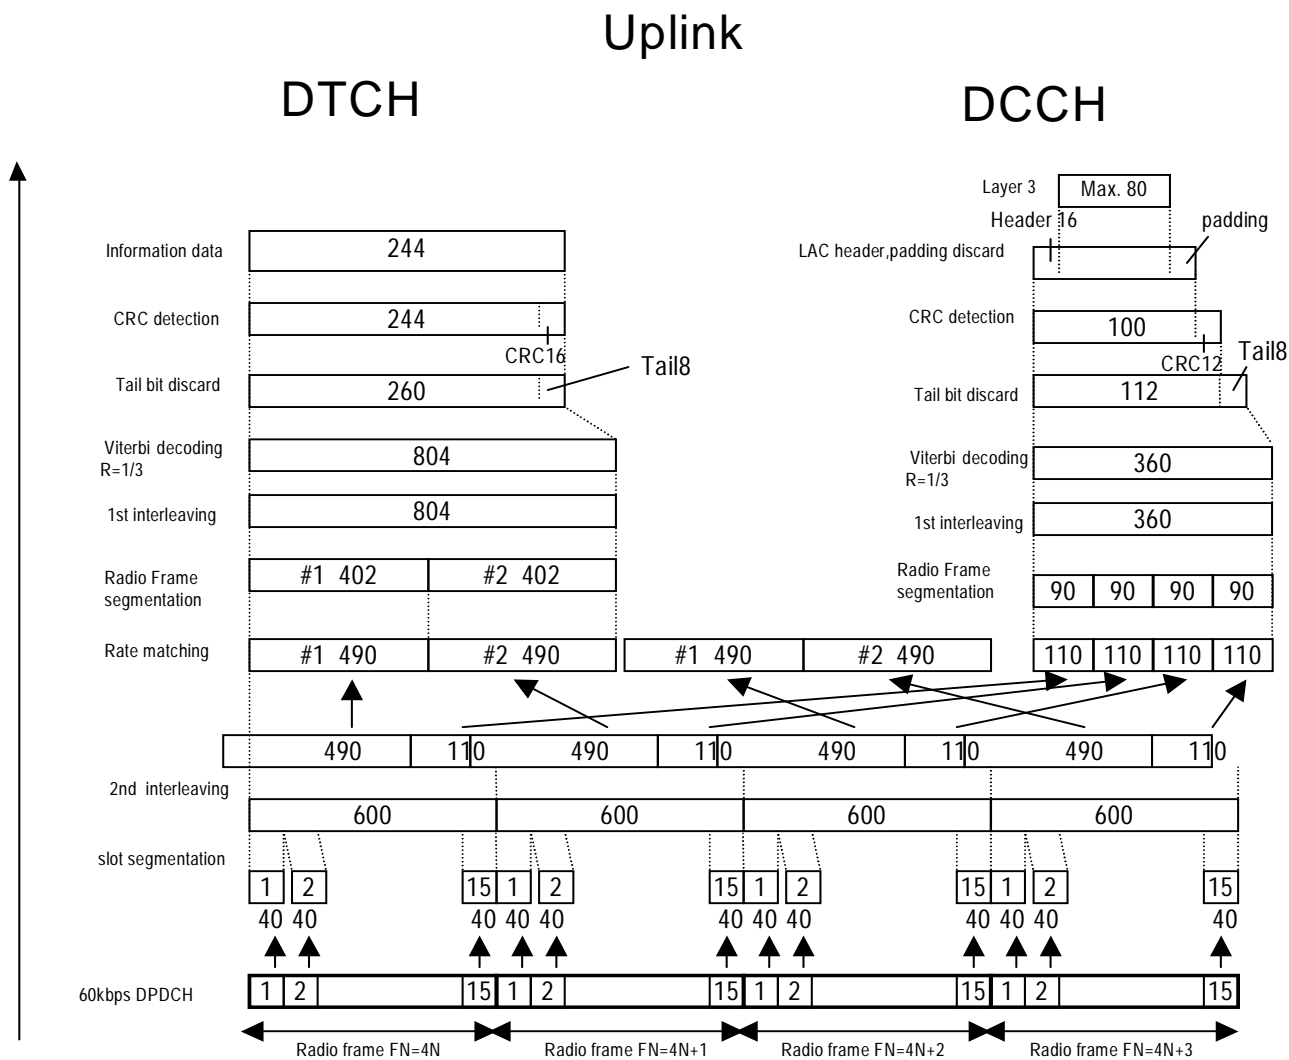 Uplink
DTCH
DCCH
Layer 3
Max. 80
Header 16
padding
Information data
244
LAC header,padding discard
CRC detection
244
CRC16
CRC detection
100
CRC12
Tail bit discard
260
Tail8
Tail bit discard
112
Tail8
Viterbi decoding
R=1/3
804
Viterbi decoding
R=1/3
360
1st interleaving
804
1st interleaving
360
Radio Frame
segmentation
#1 402
#2 402
Radio Frame
segmentation
90 90 90 90
Rate matching
#1 490
#2 490
#1 490
#2 490
110 110 110 110
490 110 490 110 490 110 490 110
2nd interleaving
600 600 600 600
slot segmentation
1 2 15 1 2 15 1 2 15 1 2 15
40 40 40 40 40 40 40 40 40 40 40 40
60kbps DPDCH
1 2 15 1 2 15 1 2 15 1 2 15
Radio frame FN=4N
Radio frame FN=4N+1
Radio frame FN=4N+2
Radio frame FN=4N+3